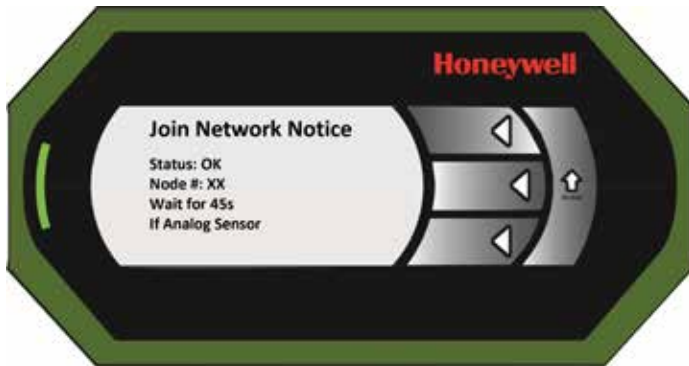 Honeywell
Join Network Notice
Status: OK
Node #: XX
Wait for 45s
If Analog Sensor